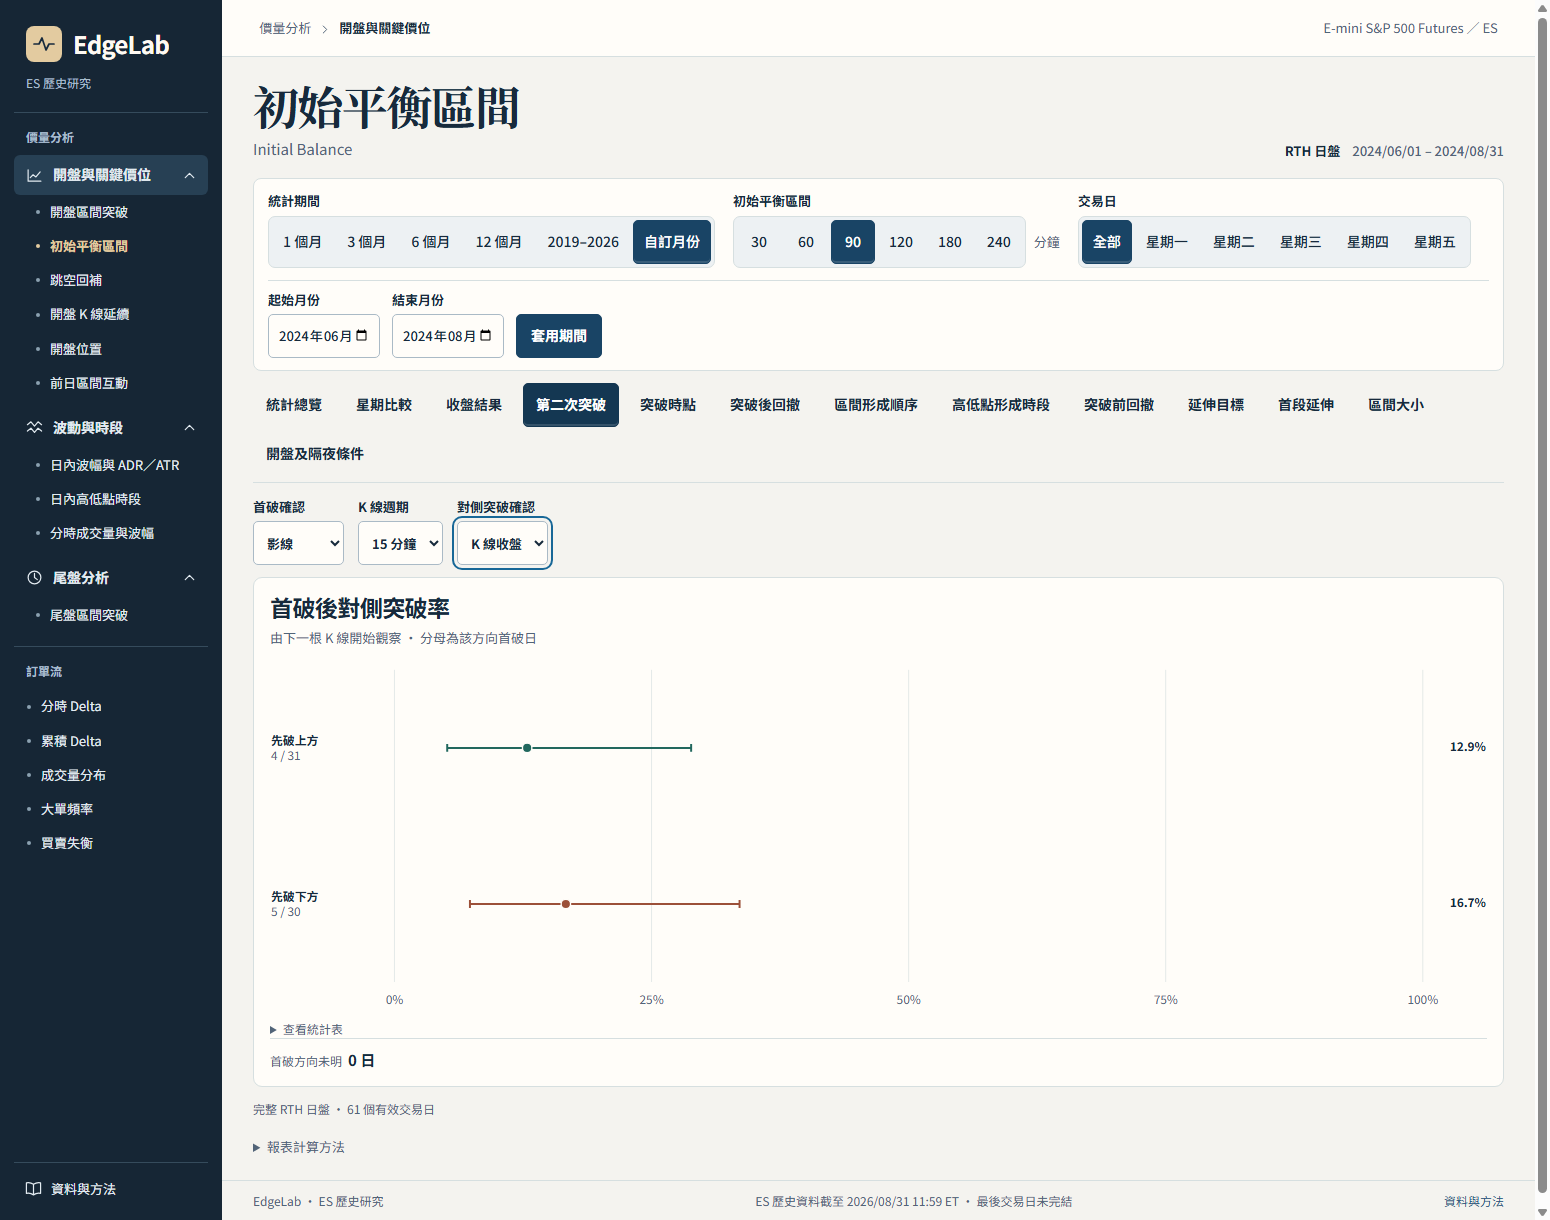 EdgeLab
ES 歷史研究
價量分析
開盤與關鍵價位
開盤區間突破
初始平衡區間
跳空回補
開盤 K 線延續
開盤位置
前日區間互動
波動與時段
日內波幅與 ADR／ATR
日內高低點時段
分時成交量與波幅
尾盤分析
尾盤區間突破
訂單流
分時 Delta
累積 Delta
成交量分布
大單頻率
買賣失衡
資料與方法
價量分析 > 開盤與關鍵價位
E-mini S&P 500 Futures ／ ES
初始平衡區間
Initial Balance
RTH 日盤 2024/06/01 – 2024/08/31
統計期間
1 個月 3 個月 6 個月 12 個月 2019–2026 自訂月份
初始平衡區間
30 60 90 120 180 240 分鐘
交易日
全部 星期一 星期二 星期三 星期四 星期五
起始月份 結束月份
2024年06月 2024年08月 套用期間
統計總覽 星期比較 收盤結果 第二次突破 突破時點 突破後回撤 區間形成順序 高低點形成時段 突破前回撤 延伸目標 首段延伸 區間大小
開盤及隔夜條件
首破確認 K 線週期 對側突破確認
影線 15 分鐘 K 線收盤
首破後對側突破率
由下一根 K 線開始觀察 • 分母為該方向首破日
先破上方
4 / 31
12.9%
先破下方
5 / 30
16.7%
0% 25% 50% 75% 100%
▶ 查看統計表
首破方向未明 0 日
完整 RTH 日盤 • 61 個有效交易日
▶ 報表計算方法
EdgeLab • ES 歷史研究
ES 歷史資料截至 2026/08/31 11:59 ET • 最後交易日未完結
資料與方法